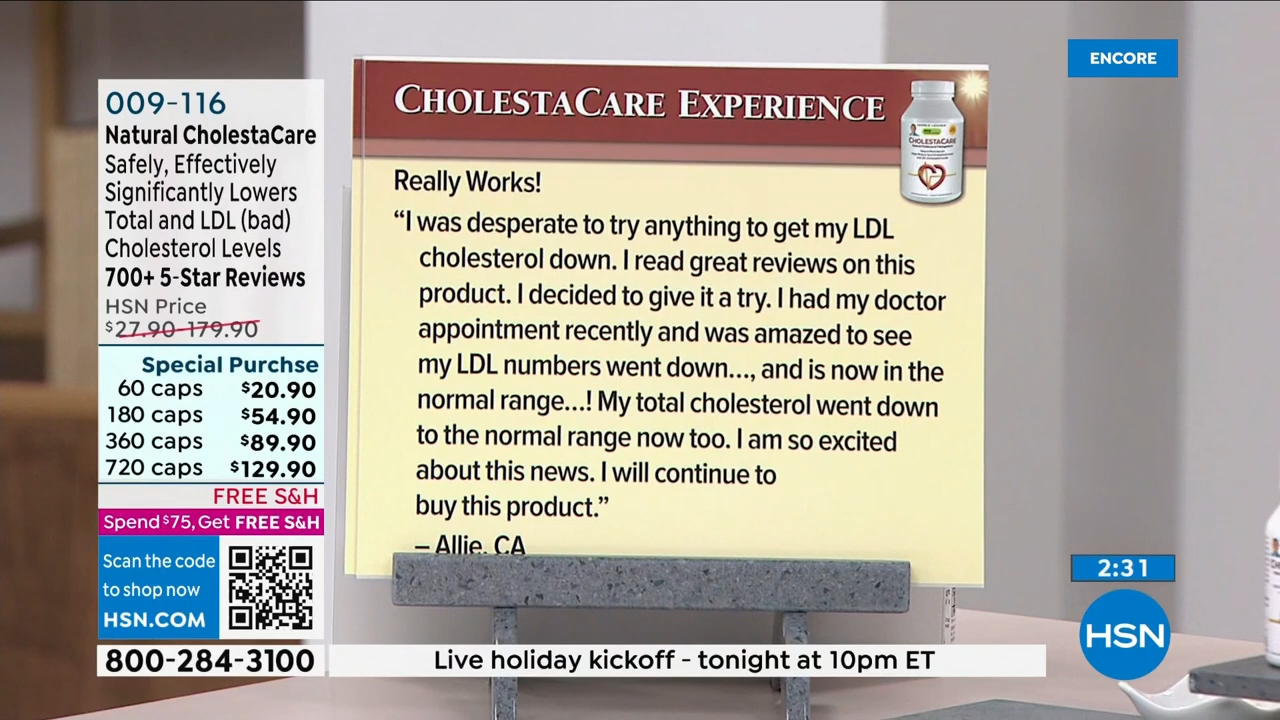 ENCORE
009-116
Natural CholestaCare
Safely, Effectively
Significantly Lowers
Total and LDL (bad)
Cholesterol Levels
700+ 5-Star Reviews
HSN Price
$27.90-179.90
Special Purchse
60 caps $20.90
180 caps $54.90
360 caps $89.90
720 caps $129.90
FREE S&H
Spend $75, Get FREE S&H
Scan the code
to shop now
HSN.COM
800-284-3100
CHOLESTACARE EXPERIENCE
CHOLESTACARE
Really Works!
“I was desperate to try anything to get my LDL
cholesterol down. I read great reviews on this
product. I decided to give it a try. I had my doctor
appointment recently and was amazed to see
my LDL numbers went down..., and is now in the
normal range...! My total cholesterol went down
to the normal range now too. I am so excited
about this news. I will continue to
buy this product.”
– Allie, CA
2:31
HSN
Live holiday kickoff - tonight at 10pm ET